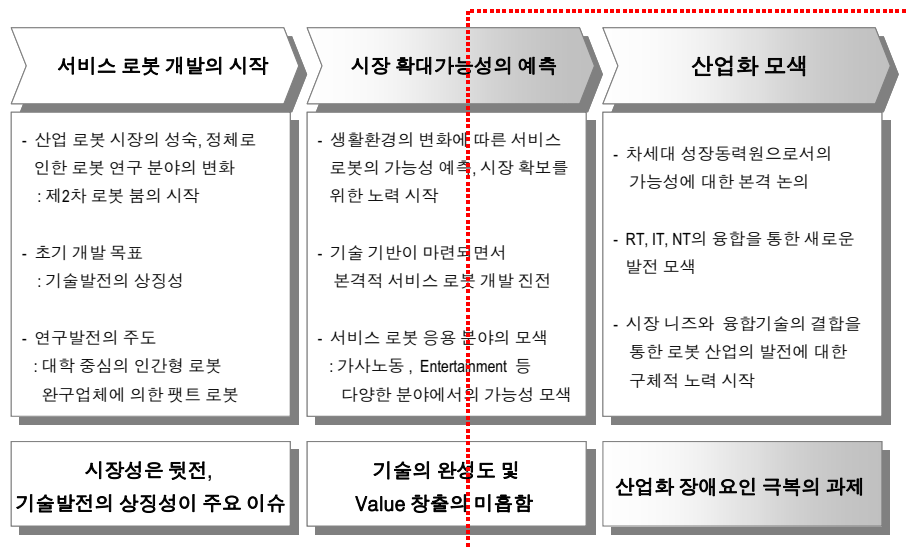 서비스 로봇 개발의 시작
- 산업 로봇 시장의 성숙, 정체로
인한 로봇 연구 분야의 변화
: 제2차 로봇 붐의 시작
- 초기 개발 목표
: 기술발전의 상징성
- 연구발전의 주도
: 대학 중심의 인간형 로봇
완구업체에 의한 팻트 로봇
시장성은 뒷전,
기술발전의 상징성이 주요 이슈
시장 확대가능성의 예측
- 생활환경의 변화에 따른 서비스
로봇의 가능성 예측, 시장 확보를
위한 노력 시작
- 기술 기반이 마련되면서
본격적 서비스 로봇 개발 진전
- 서비스 로봇 응용 분야의 모색
: 가사노동 , Entertainment 등
다양한 분야에서의 가능성 모색
기술의 완성도 및
Value 창출의 미흡함
산업화 모색
- 차세대 성장동력원으로서의
가능성에 대한 본격 논의
- RT, IT, NT의 융합을 통한 새로운
발전 모색
- 시장 니즈와 융합기술의 결합을
통한 로봇 산업의 발전에 대한
구체적 노력 시작
산업화 장애요인 극복의 과제